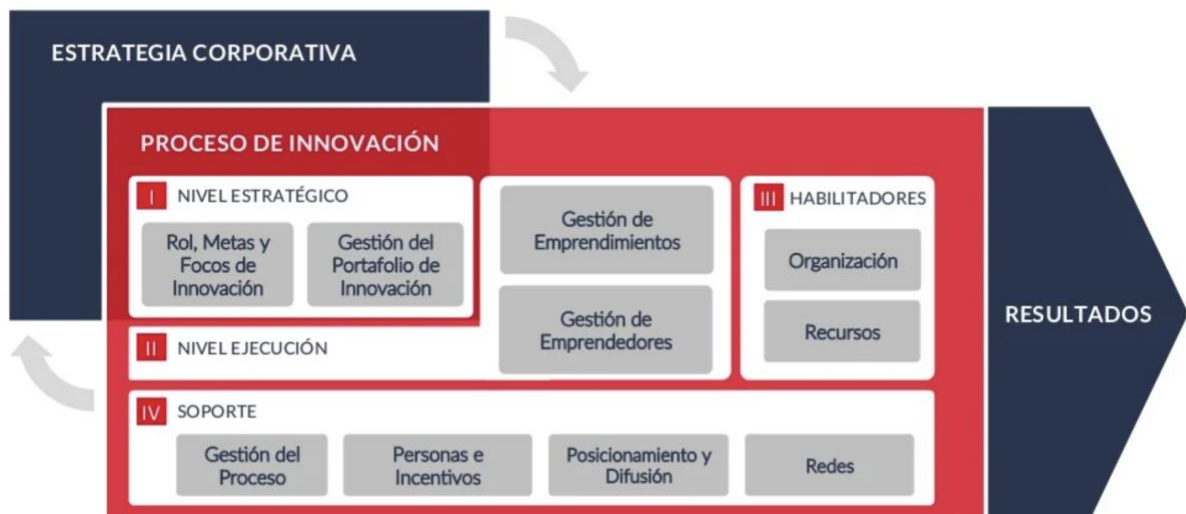 ESTRATEGIA CORPORATIVA
PROCESO DE INNOVACIÓN
I NIVEL ESTRATÉGICO
Rol, Metas y
Focos de
Innovación
Gestión del
Portafolio de
Innovación
II NIVEL EJECUCIÓN
Gestión de
Emprendimientos
Gestión de
Emprendedores
III HABILITADORES
Organización
Recursos
IV SOPORTE
Gestión del
Proceso
Personas e
Incentivos
Posicionamiento y
Difusión
Redes
RESULTADOS